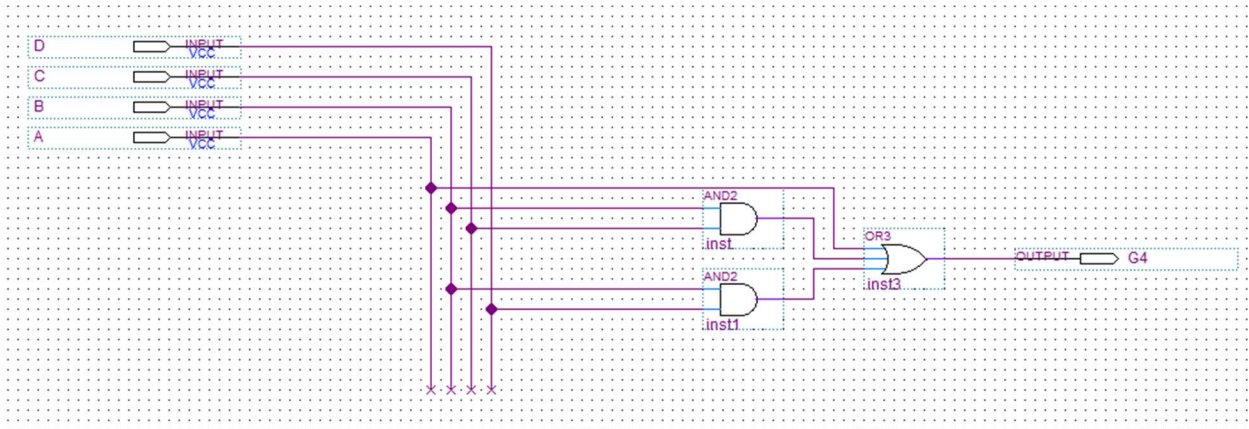 D INPUT
VCC
C INPUT
VCC
B INPUT
VCC
A INPUT
VCC
AND2
inst
OR3
OUTPUT G4
inst3
AND2
inst1